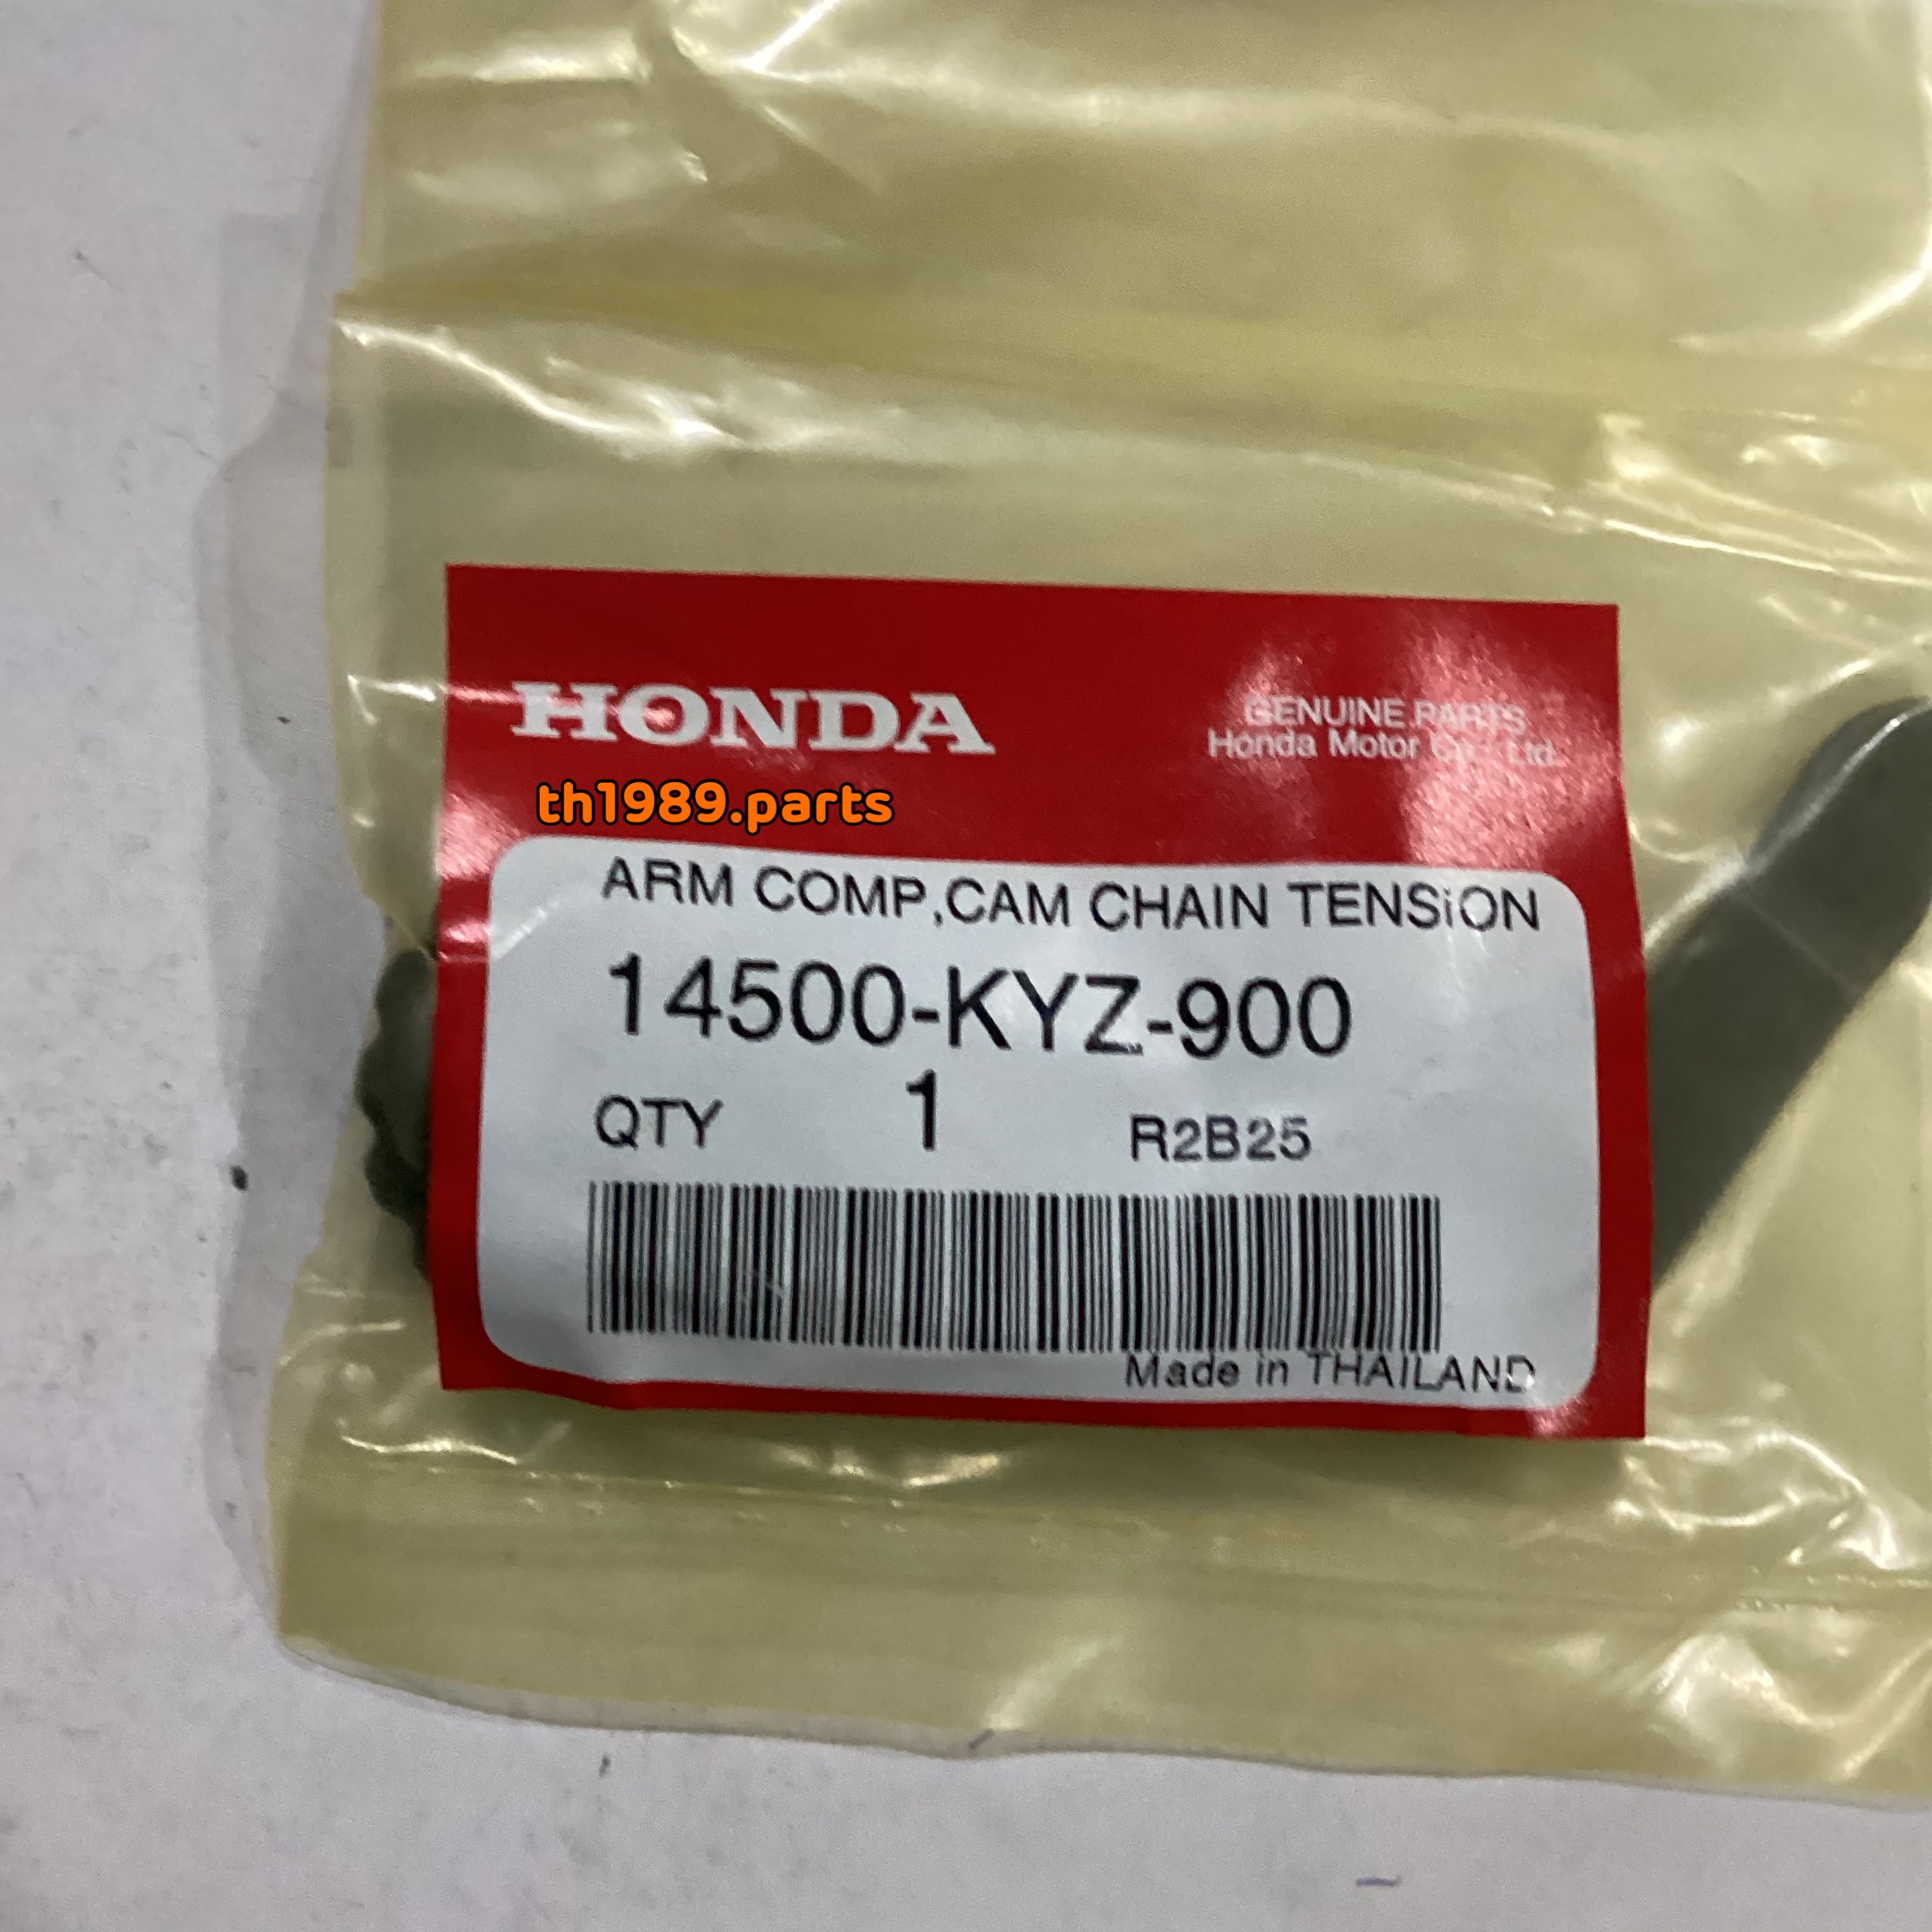 HONDA
GENUINE PARTS
Honda Motor Co., Ltd.
th1989.parts
ARM COMP,CAM CHAIN TENSiON
14500-KYZ-900
QTY 1 R2B25
Made in THAILAND